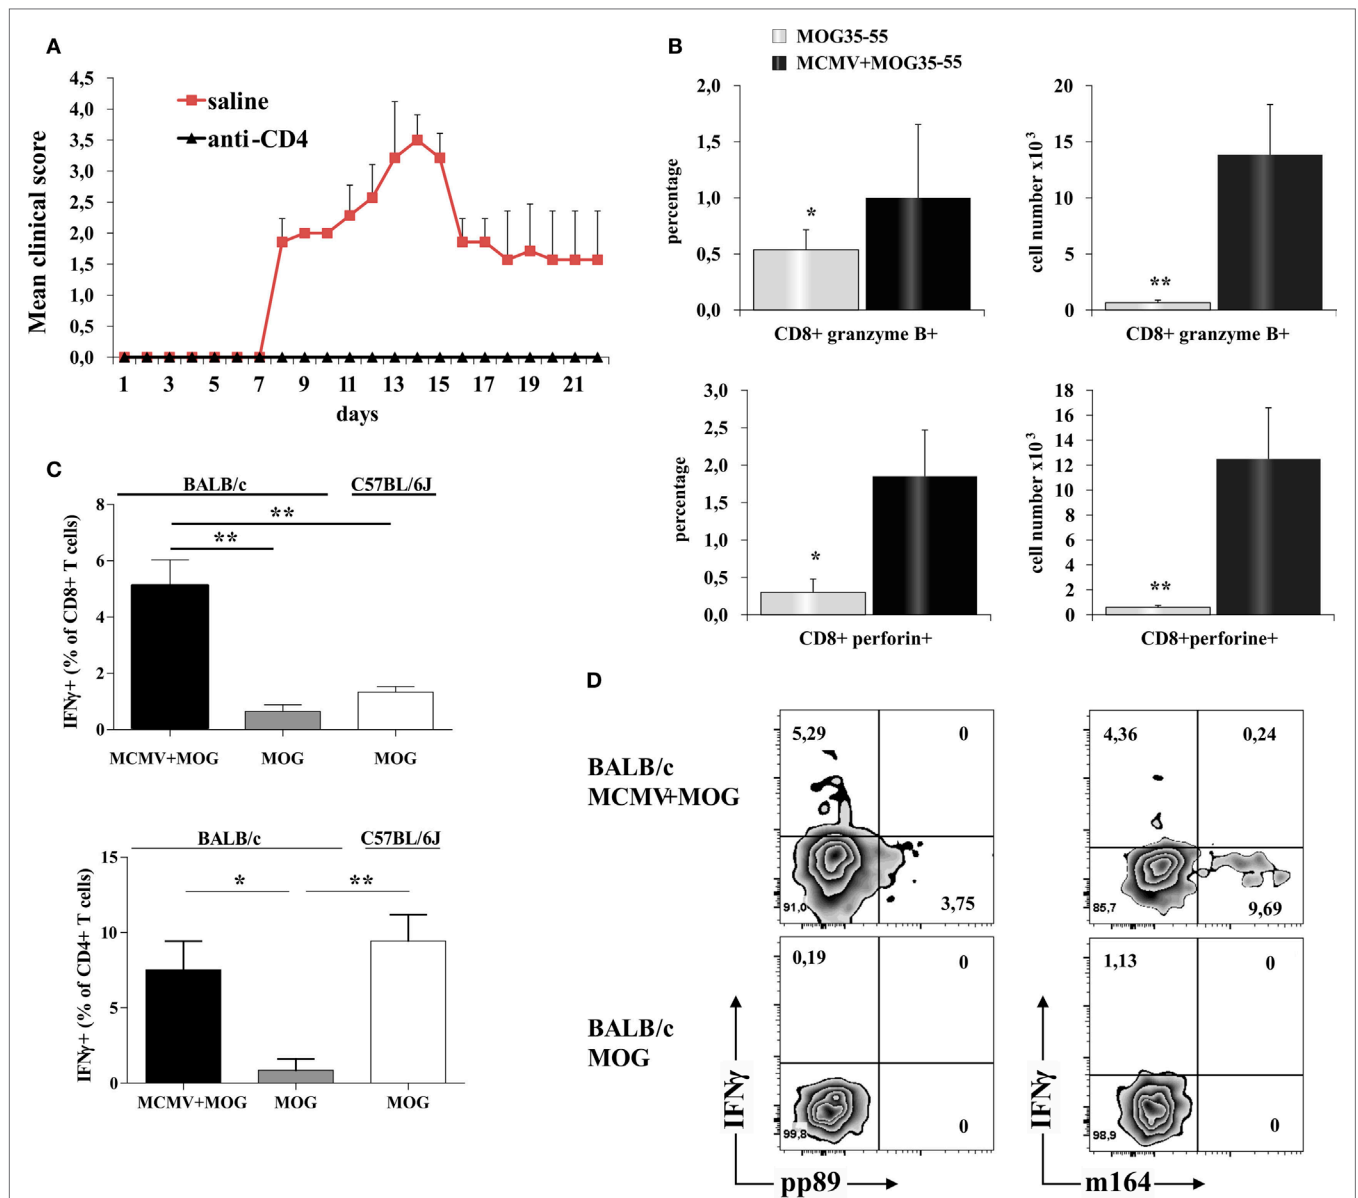 A
4,5
4,0
3,5
3,0
2,5
2,0
1,5
1,0
0,5
0,0
Mean clinical score
saline
anti-CD4
1 3 5 7 9 11 13 15 17 19 21
days
B
MOG35-55
MCMV+MOG35-55
2,0
1,5
1,0
0,5
0,0
percentage
*
CD8+ granzyme B+
20
15
10
5
0
cell number x10 3
**
CD8+ granzyme B+
3,0
2,5
2,0
1,5
1,0
0,5
0,0
percentage
*
CD8+ perforin+
18
16
14
12
10
8
6
4
2
0
cell number x10 3
**
CD8+perforine+
C
BALB/c C57BL/6J
8
6
4
2
0
IFNγ+ (% of CD8+ T cells)
**
**
MCMV+MOG MOG MOG
BALB/c C57BL/6J
15
10
5
0
IFNγ+ (% of CD4+ T cells)
* **
MCMV+MOG MOG MOG
D
BALB/c
MCMV+MOG
5,29 0
91,0 3,75
4,36 0,24
85,7 9,69
BALB/c
MOG
0,19 0
99,8 0
1,13 0
98,9 0
IFNγ
pp89
IFNγ
m164